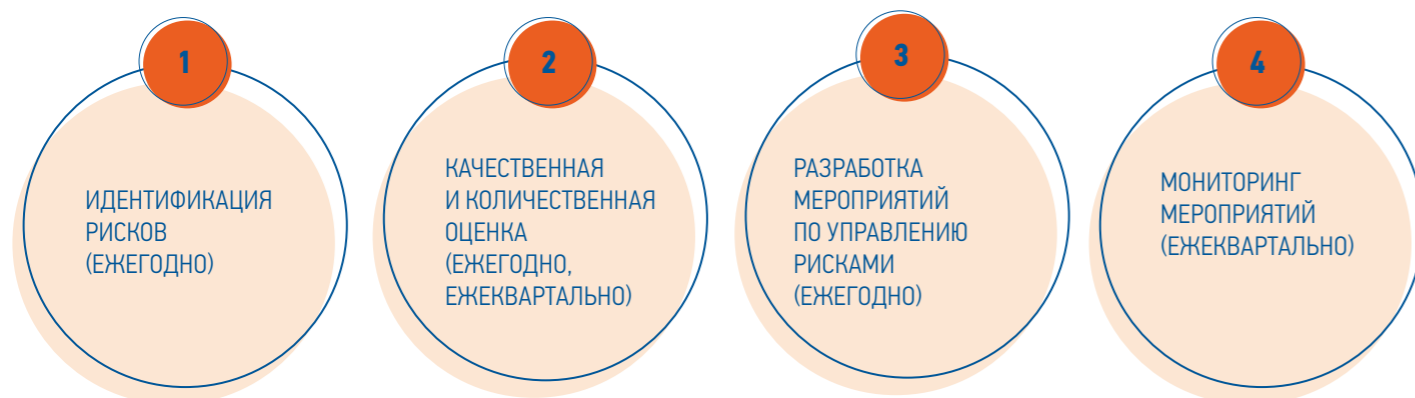 1
ИДЕНТИФИКАЦИЯ
РИСКОВ
(ЕЖЕГОДНО)
2
КАЧЕСТВЕННАЯ
И КОЛИЧЕСТВЕННАЯ
ОЦЕНКА
(ЕЖЕГОДНО,
ЕЖЕКВАРТАЛЬНО)
3
РАЗРАБОТКА
МЕРОПРИЯТИЙ
ПО УПРАВЛЕНИЮ
РИСКАМИ
(ЕЖЕГОДНО)
4
МОНИТОРИНГ
МЕРОПРИЯТИЙ
(ЕЖЕКВАРТАЛЬНО)